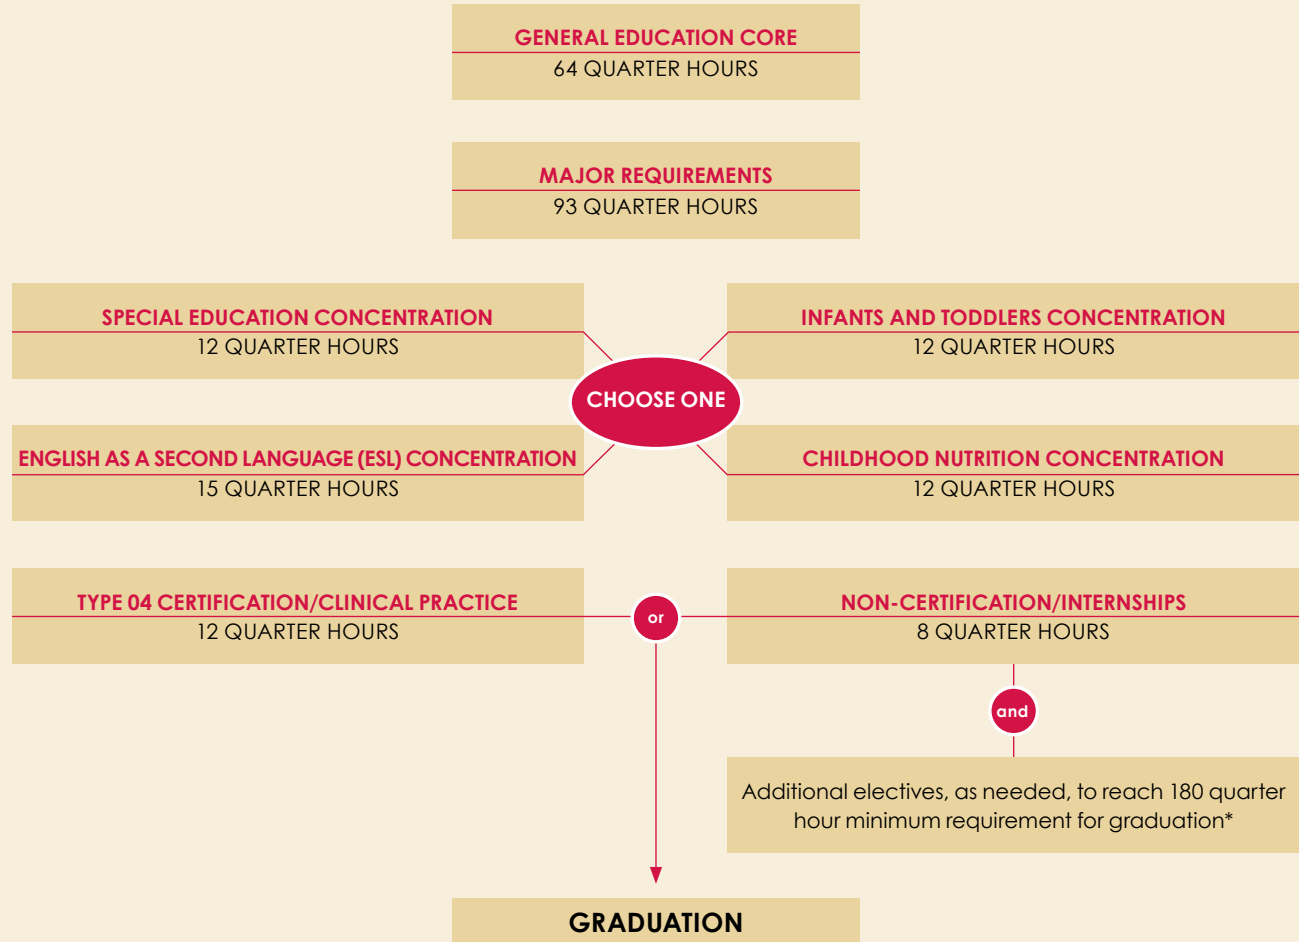 GENERAL EDUCATION CORE
64 QUARTER HOURS
MAJOR REQUIREMENTS
93 QUARTER HOURS
SPECIAL EDUCATION CONCENTRATION
12 QUARTER HOURS
INFANTS AND TODDLERS CONCENTRATION
12 QUARTER HOURS
CHOOSE ONE
ENGLISH AS A SECOND LANGUAGE (ESL) CONCENTRATION
15 QUARTER HOURS
CHILDHOOD NUTRITION CONCENTRATION
12 QUARTER HOURS
TYPE 04 CERTIFICATION/CLINICAL PRACTICE
12 QUARTER HOURS
or
NON-CERTIFICATION/INTERNSHIPS
8 QUARTER HOURS
and
Additional electives, as needed, to reach 180 quarter
hour minimum requirement for graduation*
GRADUATION